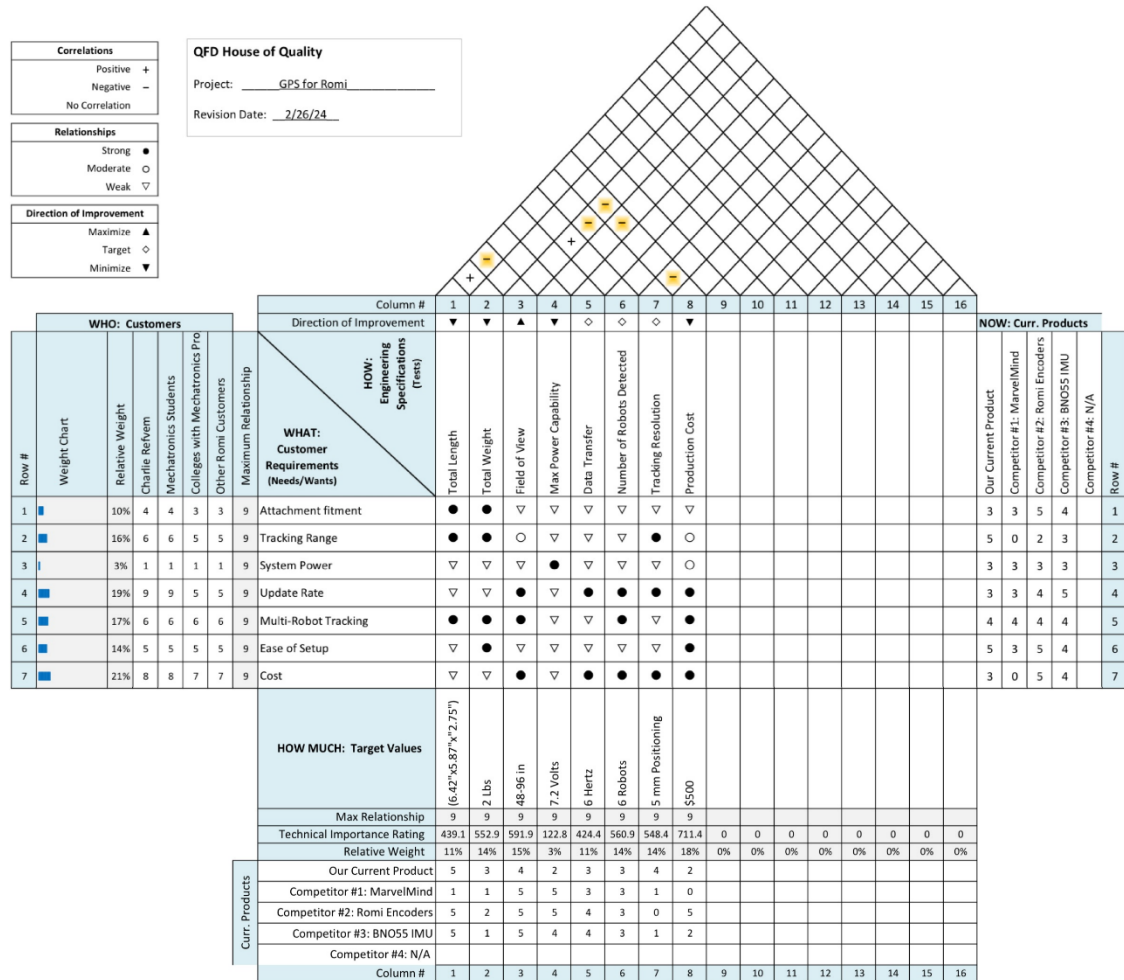 Correlations
Positive +
Negative −
No Correlation
Relationships
Strong ●
Moderate ○
Weak ▽
Direction of Improvement
Maximize ▲
Target ◇
Minimize ▼
QFD House of Quality
Project: GPS for Romi
Revision Date: 2/26/24
−
− −
+
−
+ −
Column # 1 2 3 4 5 6 7 8 9 10 11 12 13 14 15 16
WHO: Customers
Direction of Improvement ▼ ▼ ▲ ▼ ◇ ◇ ◇ ▼
NOW: Curr. Products
Row #
Weight Chart
Relative Weight
Charlie Refvem
Mechatronics Students
Colleges with Mechatronics Pro
Other Romi Customers
Maximum Relationship
HOW:
Engineering
Specifications
(Tests)
WHAT:
Customer
Requirements
(Needs/Wants)
Total Length
Total Weight
Field of View
Max Power Capability
Data Transfer
Number of Robots Detected
Tracking Resolution
Production Cost
Our Current Product
Competitor #1: MarvelMind
Competitor #2: Romi Encoders
Competitor #3: BNO55 IMU
Competitor #4: N/A
Row #
1 10% 4 4 3 3 9 Attachment fitment ● ● ▽ ▽ ▽ ▽ ▽ ▽ 3 3 5 4 1
2 16% 6 6 5 5 9 Tracking Range ● ● ○ ▽ ▽ ▽ ● ○ 5 0 2 3 2
3 3% 1 1 1 1 9 System Power ▽ ▽ ▽ ● ▽ ▽ ▽ ○ 3 3 3 3 3
4 19% 9 9 5 5 9 Update Rate ▽ ▽ ● ▽ ● ● ● ● 3 3 4 5 4
5 17% 6 6 6 6 9 Multi-Robot Tracking ● ● ● ▽ ▽ ● ▽ ● 4 4 4 4 5
6 14% 5 5 5 5 9 Ease of Setup ▽ ● ▽ ▽ ▽ ▽ ▽ ● 5 3 5 4 6
7 21% 8 8 7 7 9 Cost ▽ ▽ ● ▽ ● ● ● ● 3 0 5 4 7
HOW MUCH: Target Values
(6.42"x5.87"x"2.75")
2 Lbs
48-96 in
7.2 Volts
6 Hertz
6 Robots
5 mm Positioning
$500
Max Relationship 9 9 9 9 9 9 9 9
Technical Importance Rating 439.1 552.9 591.9 122.8 424.4 560.9 548.4 711.4 0 0 0 0 0 0 0 0
Relative Weight 11% 14% 15% 3% 11% 14% 14% 18% 0% 0% 0% 0% 0% 0% 0% 0%
Curr. Products
Our Current Product 5 3 4 2 3 3 4 2
Competitor #1: MarvelMind 1 1 5 5 3 3 1 0
Competitor #2: Romi Encoders 5 2 5 5 4 3 0 5
Competitor #3: BNO55 IMU 5 1 5 4 4 3 1 2
Competitor #4: N/A
Column # 1 2 3 4 5 6 7 8 9 10 11 12 13 14 15 16